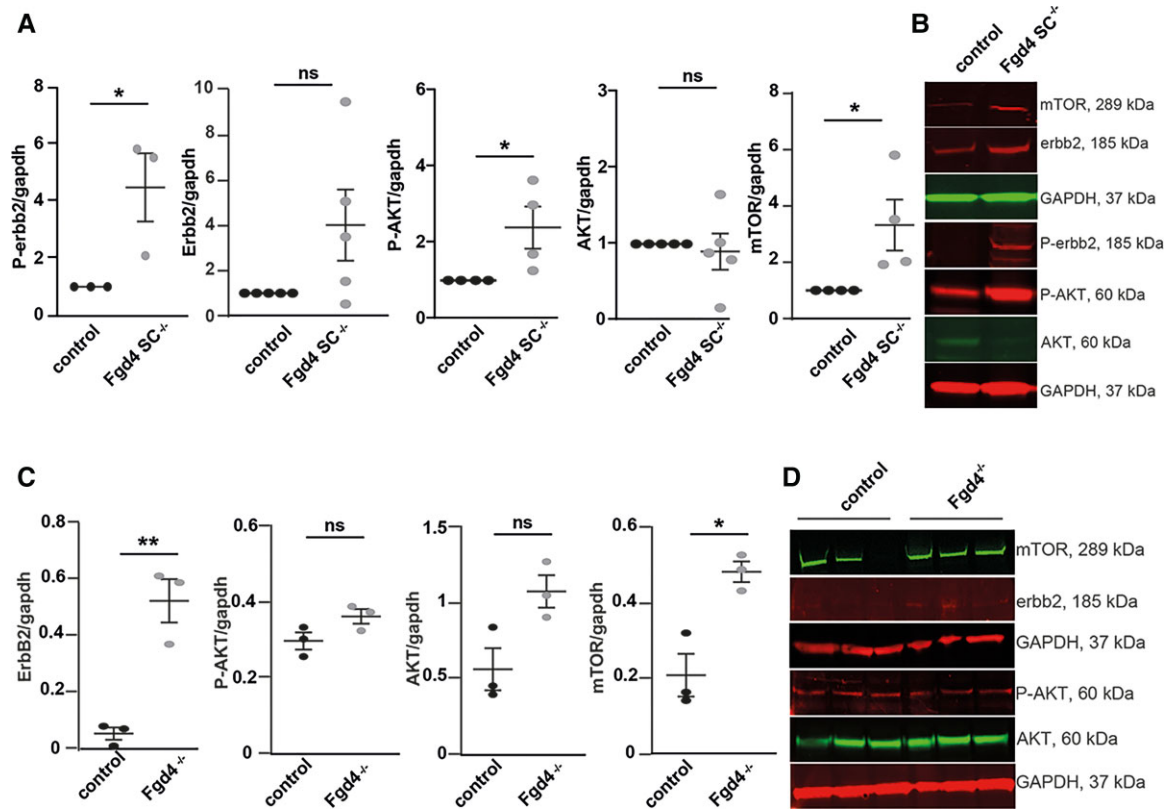 A
P-erbb2/gapdh
8
6
4
2
0
*
control
Fgd4 SC-/-
Erbb2/gapdh
10
8
6
4
2
0
ns
control
Fgd4 SC-/-
P-AKT/gapdh
6
4
2
0
*
control
Fgd4 SC-/-
AKT/gapdh
3
2
1
0
ns
control
Fgd4 SC-/-
mTOR/gapdh
8
6
4
2
0
*
control
Fgd4 SC-/-
B
control
Fgd4 SC-/-
mTOR, 289 kDa
erbb2, 185 kDa
GAPDH, 37 kDa
P-erbb2, 185 kDa
P-AKT, 60 kDa
AKT, 60 kDa
GAPDH, 37 kDa
C
ErbB2/gapdh
0.8
0.6
0.4
0.2
0
**
control
Fgd4-/-
P-AKT/gapdh
0.6
0.4
0.2
0
ns
control
Fgd4-/-
AKT/gapdh
1.5
1
0.5
0
ns
control
Fgd4-/-
mTOR/gapdh
0.6
0.4
0.2
0
*
control
Fgd4-/-
D
control
Fgd4-/-
mTOR, 289 kDa
erbb2, 185 kDa
GAPDH, 37 kDa
P-AKT, 60 kDa
AKT, 60 kDa
GAPDH, 37 kDa